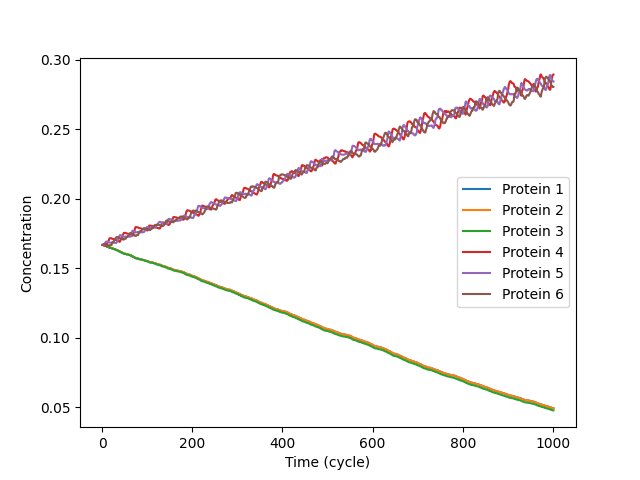 0.30
0.25
0.20
0.15
0.10
0.05
Concentration
Protein 1
Protein 2
Protein 3
Protein 4
Protein 5
Protein 6
0 200 400 600 800 1000
Time (cycle)